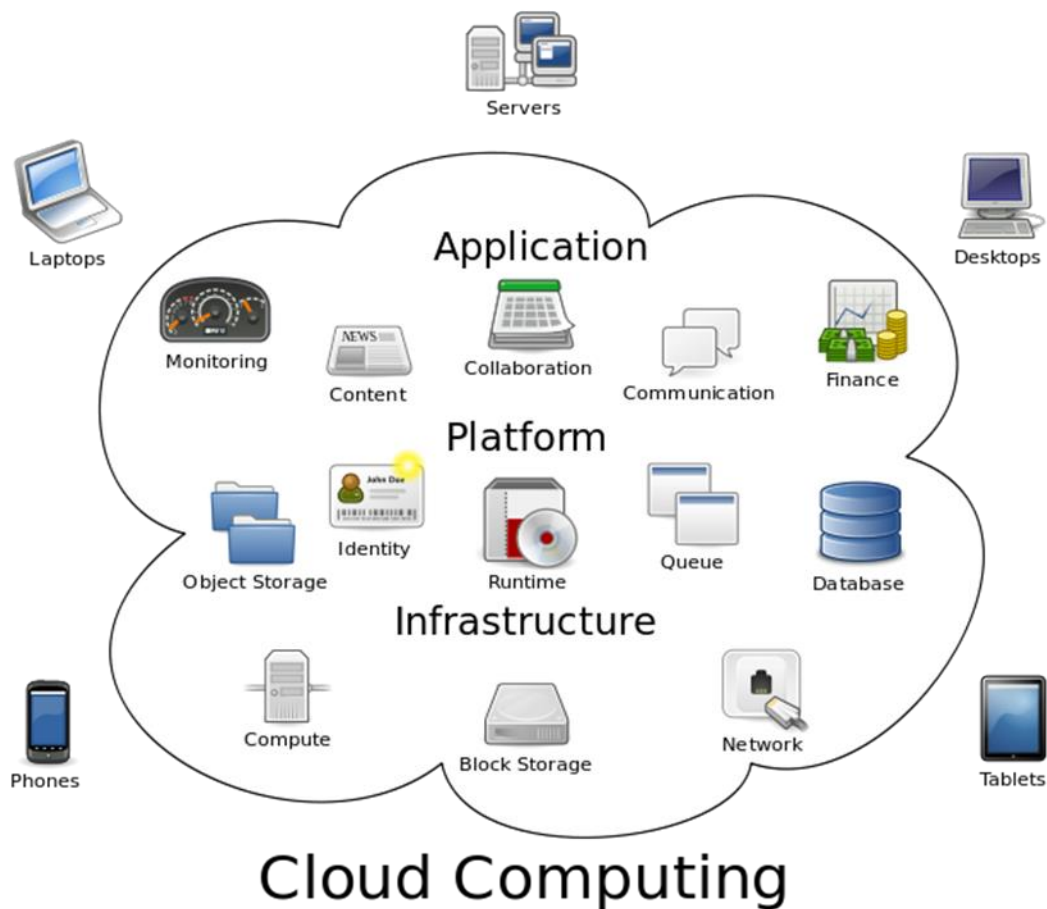 Servers
Laptops
Desktops
Application
Monitoring
NEWS
Content
Collaboration
Communication
Finance
Platform
John Doe
Object Storage
Identity
Runtime
Queue
Database
Infrastructure
Compute
Block Storage
Network
Phones
Tablets
Cloud Computing